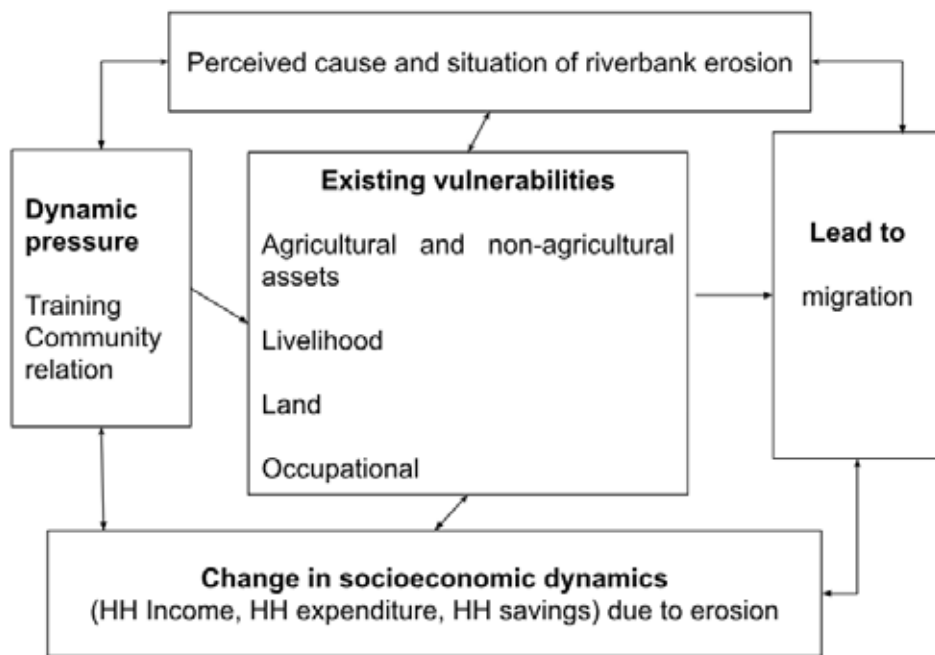 Perceived cause and situation of riverbank erosion
Dynamic
pressure
Training
Community
relation
Existing vulnerabilities
Agricultural and non-agricultural
assets
Livelihood
Land
Occupational
Lead to
migration
Change in socioeconomic dynamics
(HH Income, HH expenditure, HH savings) due to erosion